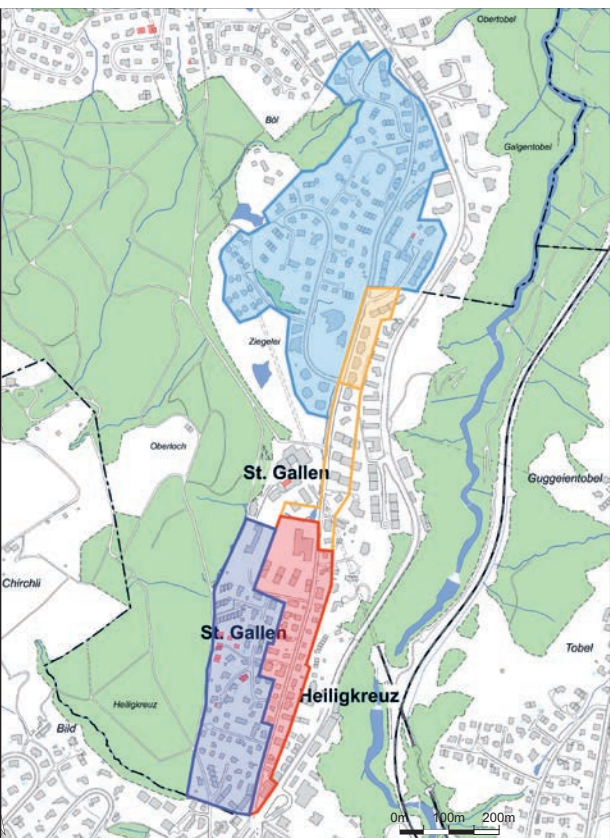 Obertobel
Böl
Galgentobel
Ziegelei
Oberloch
St. Gallen
Guggeientobel
Chirchli
St. Gallen
Tobel
Heiligkreuz
Heiligkreuz
Bild
0m 100m 200m